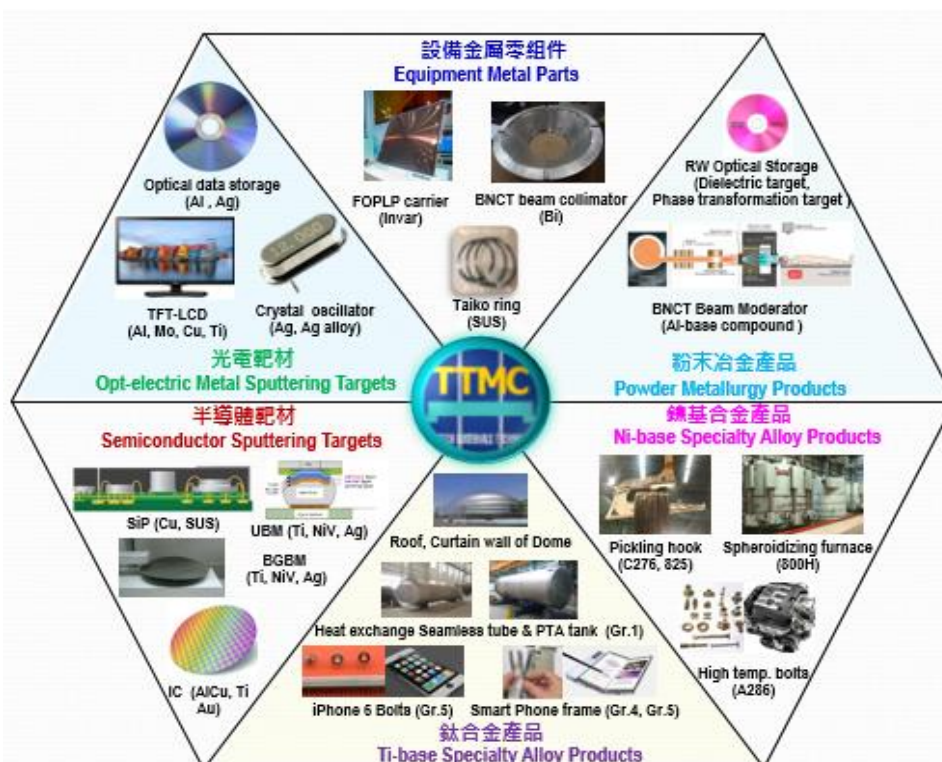 設備金屬零組件
Equipment Metal Parts
Optical data storage
(Al , Ag)
FOPLP carrier
(Invar)
BNCT beam collimator
(Bi)
RW Optical Storage
(Dielectric target,
Phase transformation target )
12.000
TFT-LCD
(Al, Mo, Cu, Ti)
Crystal oscillator
(Ag, Ag alloy)
Taiko ring
(SUS)
BNCT Beam Moderator
(Al-base compound )
光電靶材
Opt-electric Metal Sputtering Targets
粉末冶金產品
Powder Metallurgy Products
TTMC
半導體靶材
Semiconductor Sputtering Targets
鎳基合金產品
Ni-base Specialty Alloy Products
SiP (Cu, SUS)
UBM (Ti, NiV, Ag)
BGBM
(Ti, NiV, Ag)
IC (AlCu, Ti
Au)
Roof, Curtain wall of Dome
Heat exchange Seamless tube & PTA tank (Gr.1)
iPhone 5 Bolts (Gr.5)
Smart Phone frame (Gr.4, Gr.5)
鈦合金產品
Ti-base Specialty Alloy Products
Pickling hook
(C276, 825)
Spheroidizing furnace
(800H)
High temp. bolts
(A286)